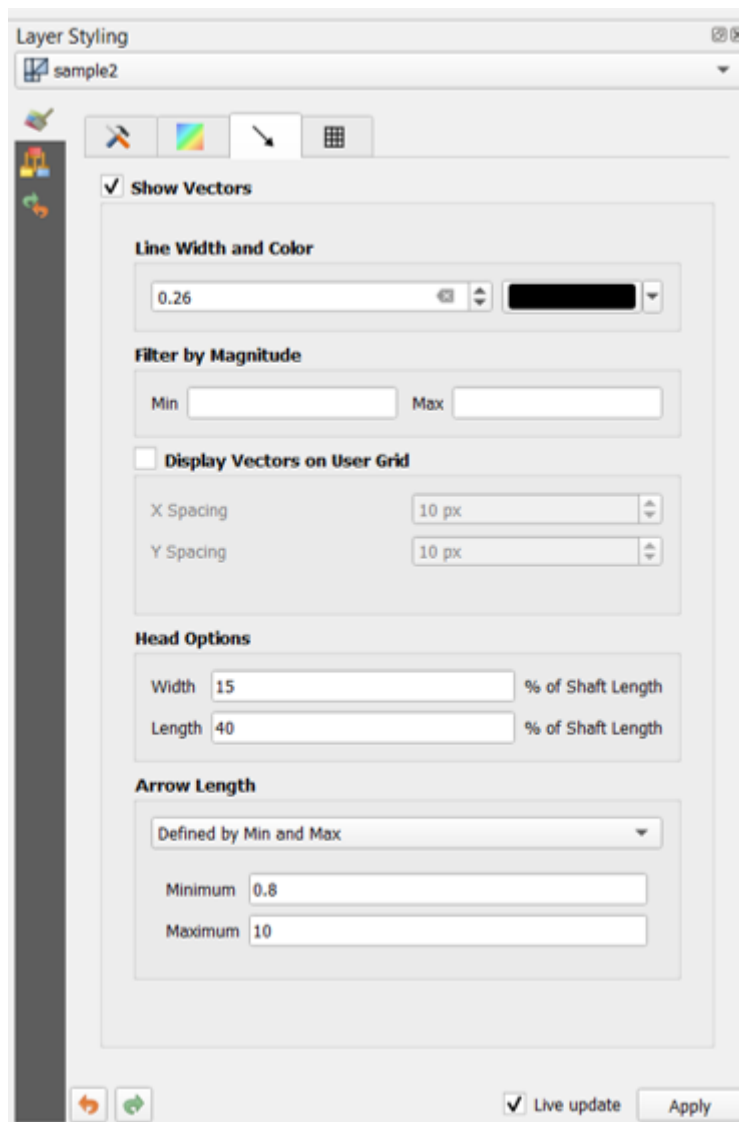 Layer Styling
sample2
Show Vectors
Line Width and Color
0.26
Filter by Magnitude
Min Max
Display Vectors on User Grid
X Spacing 10 px
Y Spacing 10 px
Head Options
Width 15 % of Shaft Length
Length 40 % of Shaft Length
Arrow Length
Defined by Min and Max
Minimum 0.8
Maximum 10
Live update Apply